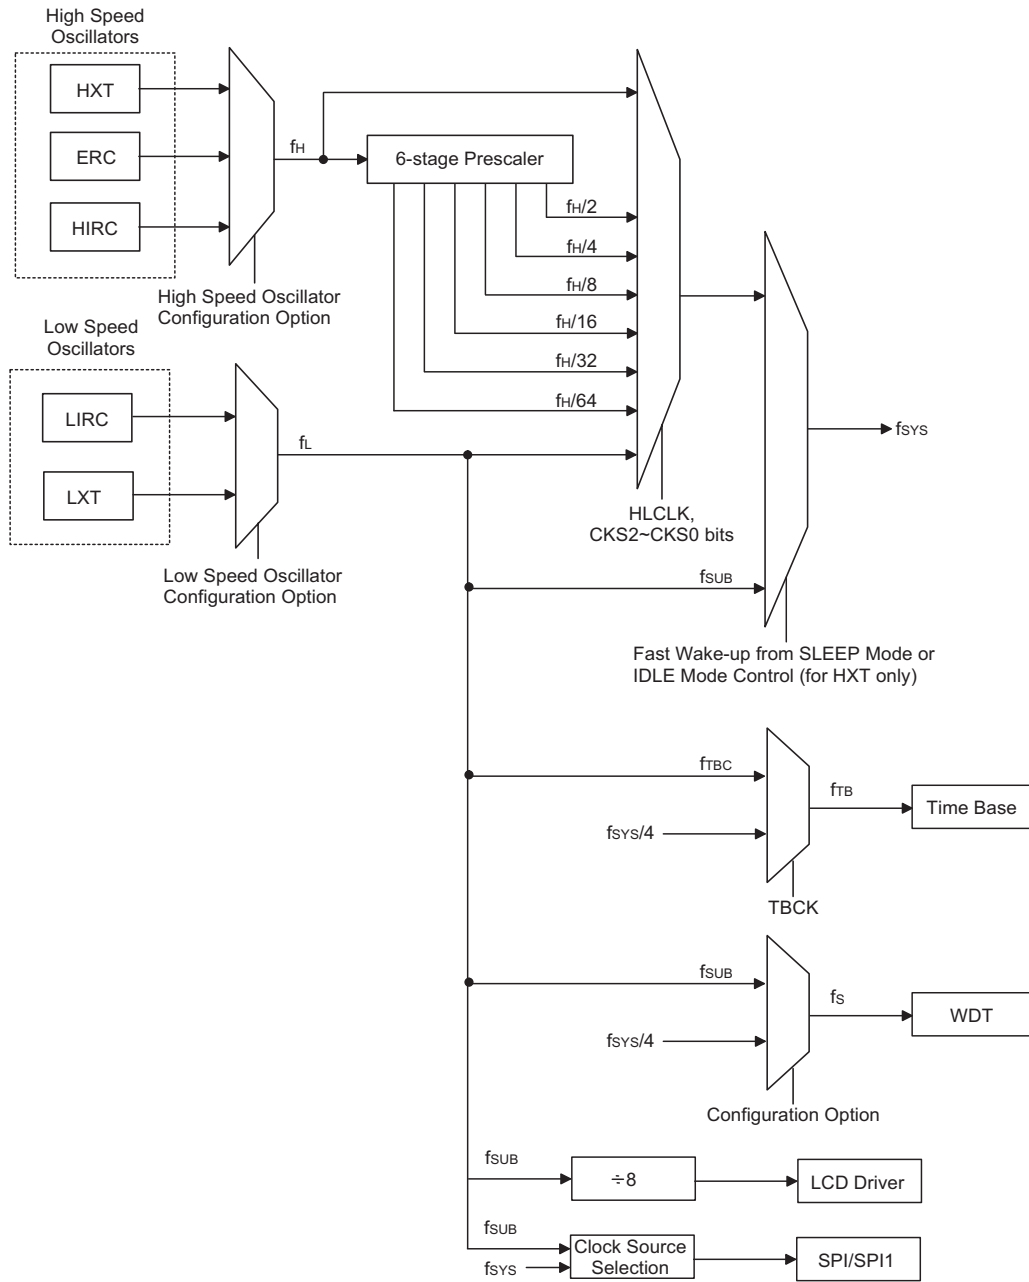 High Speed
Oscillators
HXT
ERC
HIRC
fH
6-stage Prescaler
fH/2
fH/4
fH/8
fH/16
fH/32
fH/64
High Speed Oscillator
Configuration Option
Low Speed
Oscillators
LIRC
LXT
fL
fSYS
HLCLK,
CKS2~CKS0 bits
Low Speed Oscillator
Configuration Option
fSUB
Fast Wake-up from SLEEP Mode or
IDLE Mode Control (for HXT only)
fTBC
fTB
Time Base
fSYS/4
TBCK
fSUB
fS
WDT
fSYS/4
Configuration Option
fSUB
÷8
LCD Driver
fSUB
fSYS
Clock Source
Selection
SPI/SPI1